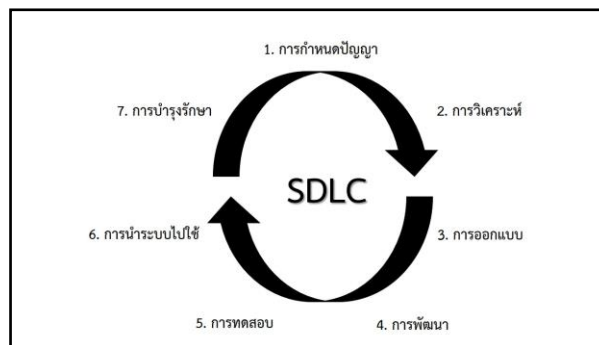 1. การกำหนดปัญญา
2. การวิเคราะห์
3. การออกแบบ
4. การพัฒนา
5. การทดสอบ
6. การนำระบบไปใช้
7. การบำรุงรักษา
SDLC